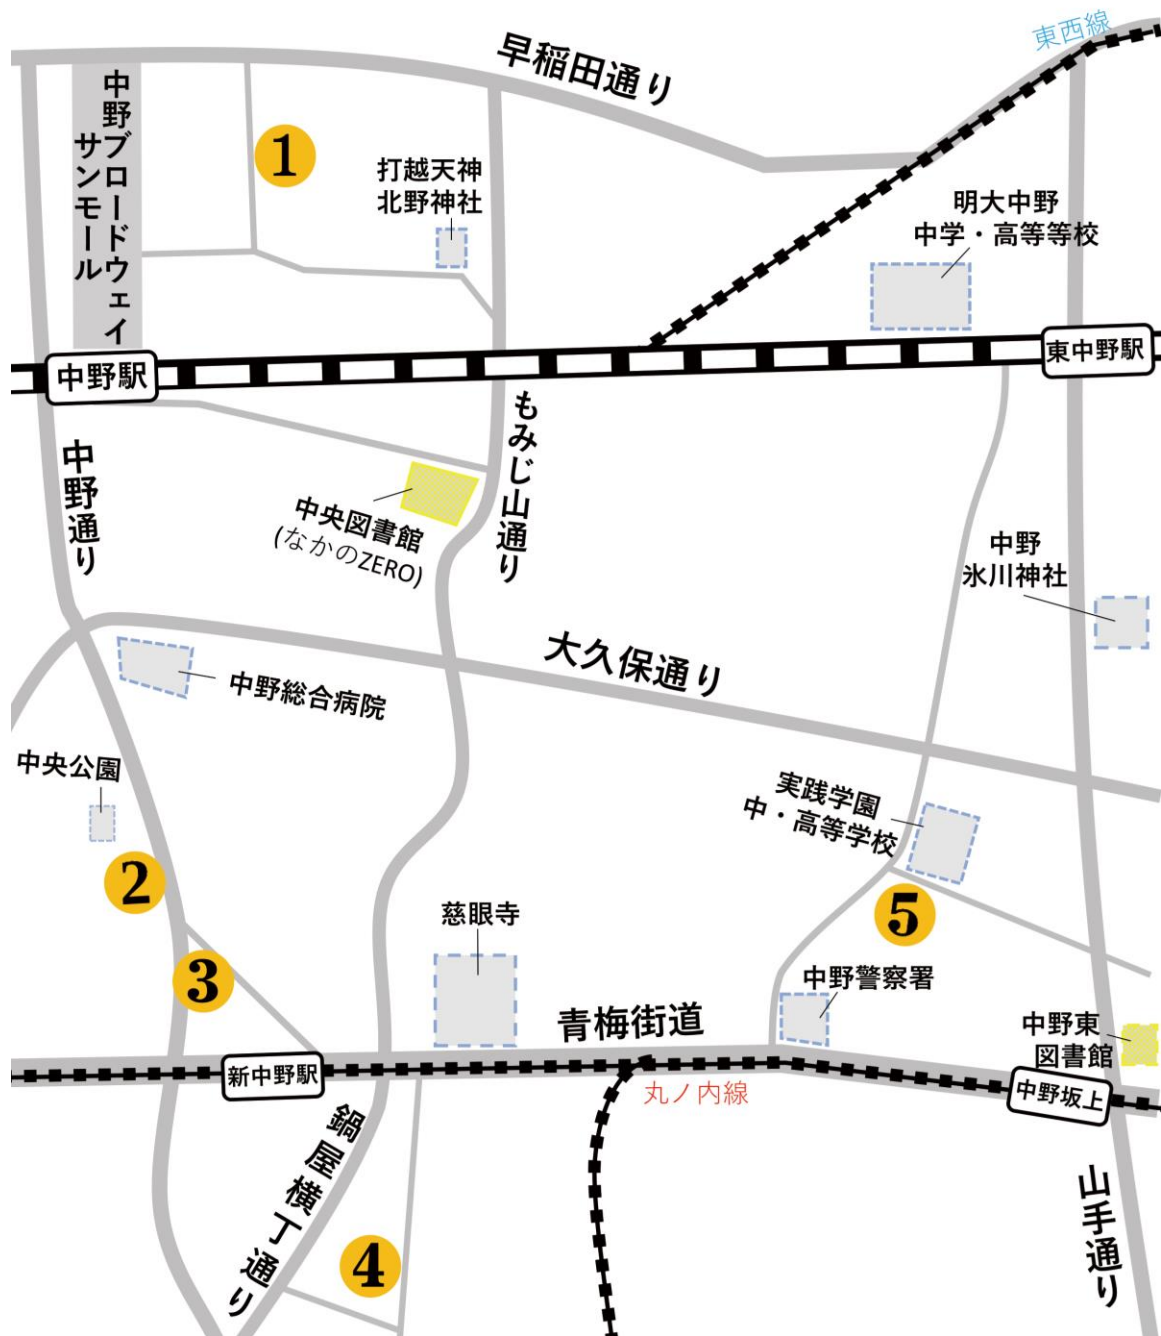 東西線
早稲田通り
中野ブロードウェイ
サンモール
1
打越天神
北野神社
明大中野
中学・高等等校
中野駅
東中野駅
もみじ山通り
中野通り
中央図書館
(なかのZERO)
中野
氷川神社
大久保通り
中野総合病院
中央公園
実践学園
中・高等学校
2
慈眼寺
5
3
中野警察署
青梅街道
中野東
図書館
新中野駅
丸ノ内線
中野坂上
鍋屋横丁通り
山手通り
4